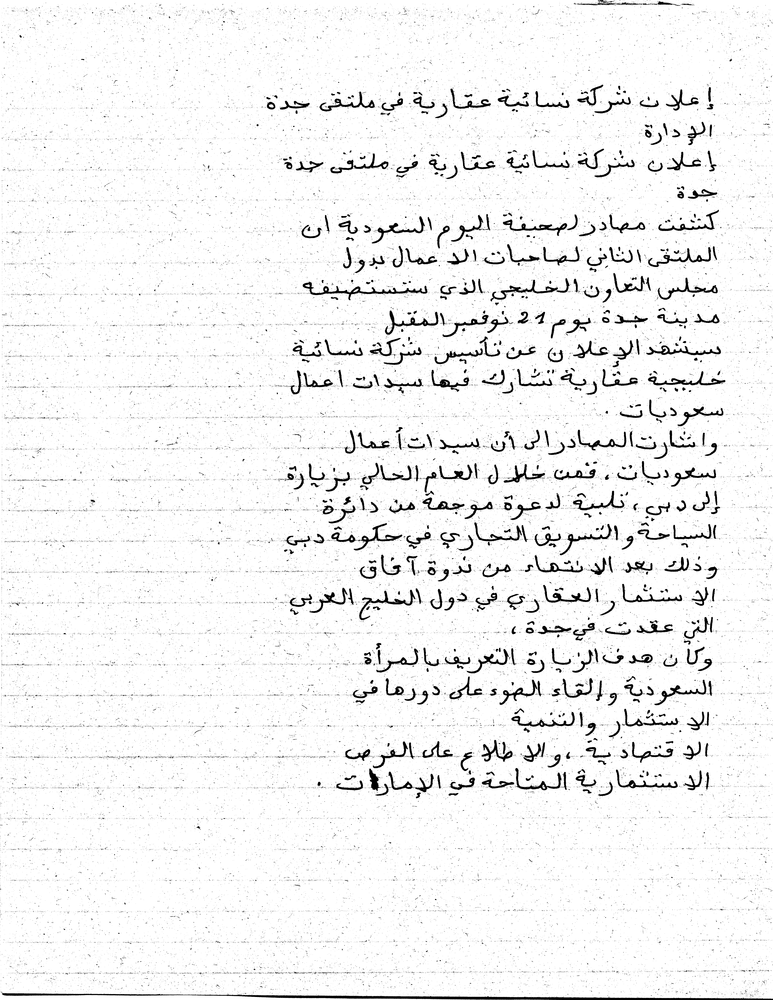 إعلان شركة نسائية عقارية في ملتقى جدة
الإدارة
إعلان شركة نسائية عقارية في ملتقى جدة
جدة
كشفت مصادر لصحيفة اليوم السعودية ان
الملتقى الثاني لصاحبات الاعمال بدول
مجلس التعاون الخليجي الذي ستستضيفه
مدينة جدة يوم 21 نوفمبر المقبل
سيشهد الإعلان عن تأسيس شركة نسائية
خليجية عقارية تشارك فيها سيدات اعمال
سعوديات .
واشارت المصادر الى أن سيدات أعمال
سعوديات ، قمن خلال العام الحالي بزيارة
إلى دبي ، تلبية لدعوة موجهة من دائرة
السياحة والتسويق التجاري في حكومة دبي
وذلك بعد الانتهاء من ندوة آفاق
الاستثمار العقاري في دول الخليج العربي
التي عقدت في جدة ،
وكان هدف الزيارة التعريف بالمرأة
السعودية وإلقاء الضوء على دورها في
الاستثمار والتنمية
الاقتصادية ، والاطلاع على الفرص
الاستثمارية المتاحة في الإمارات .